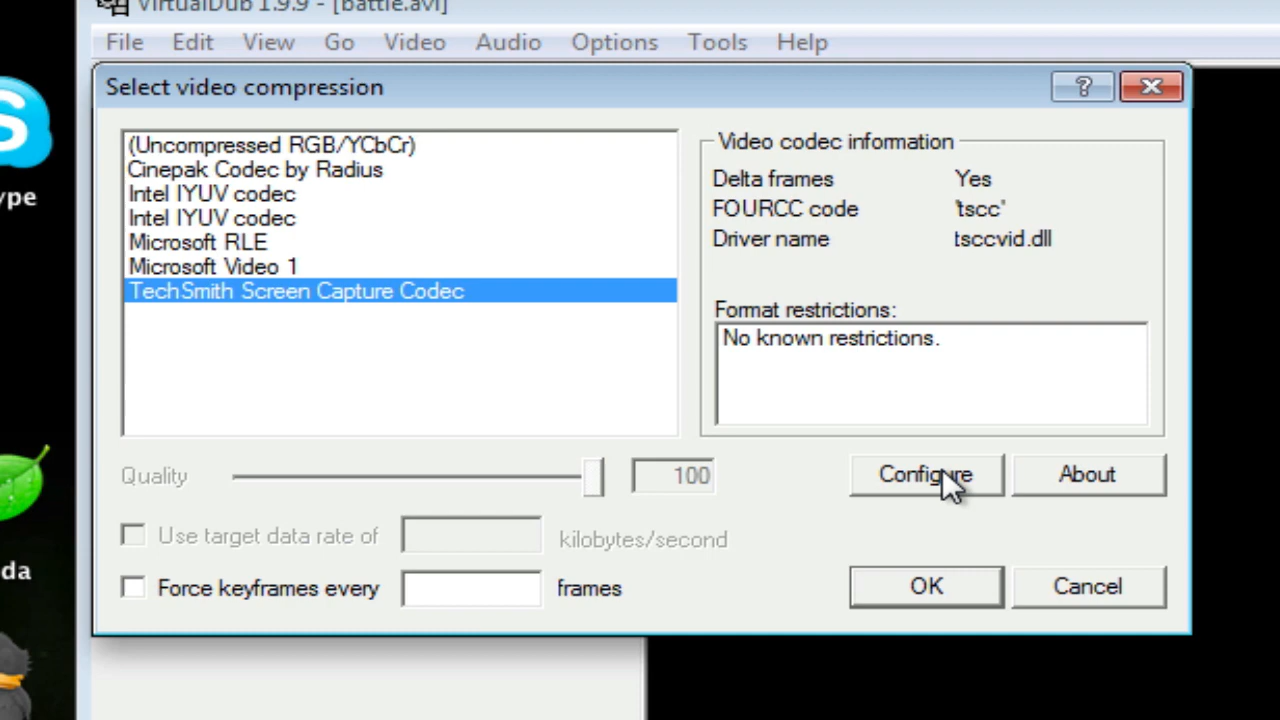 VirtualDub 1.9.9 - [battle.avi]
File Edit View Go Video Audio Options Tools Help
Select video compression
?
(Uncompressed RGB/YCbCr)
Cinepak Codec by Radius
Intel IYUV codec
Intel IYUV codec
Microsoft RLE
Microsoft Video 1
TechSmith Screen Capture Codec
Video codec information
Delta frames Yes
FOURCC code 'tscc'
Driver name tsccvid.dll
Format restrictions:
No known restrictions.
Quality 100
Configure About
Use target data rate of kilobytes/second
Force keyframes every frames
OK Cancel
S
ype
da